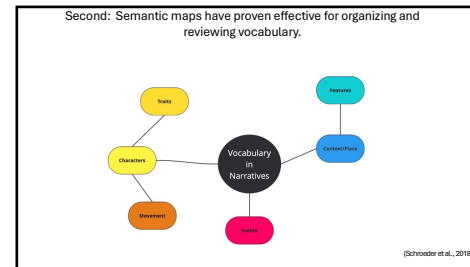 Second: Semantic maps have proven effective for organizing and
reviewing vocabulary.
Traits
Features
Characters
Vocabulary
in
Narratives
Context/Place
Movement
Events
(Schroeder et al., 2018